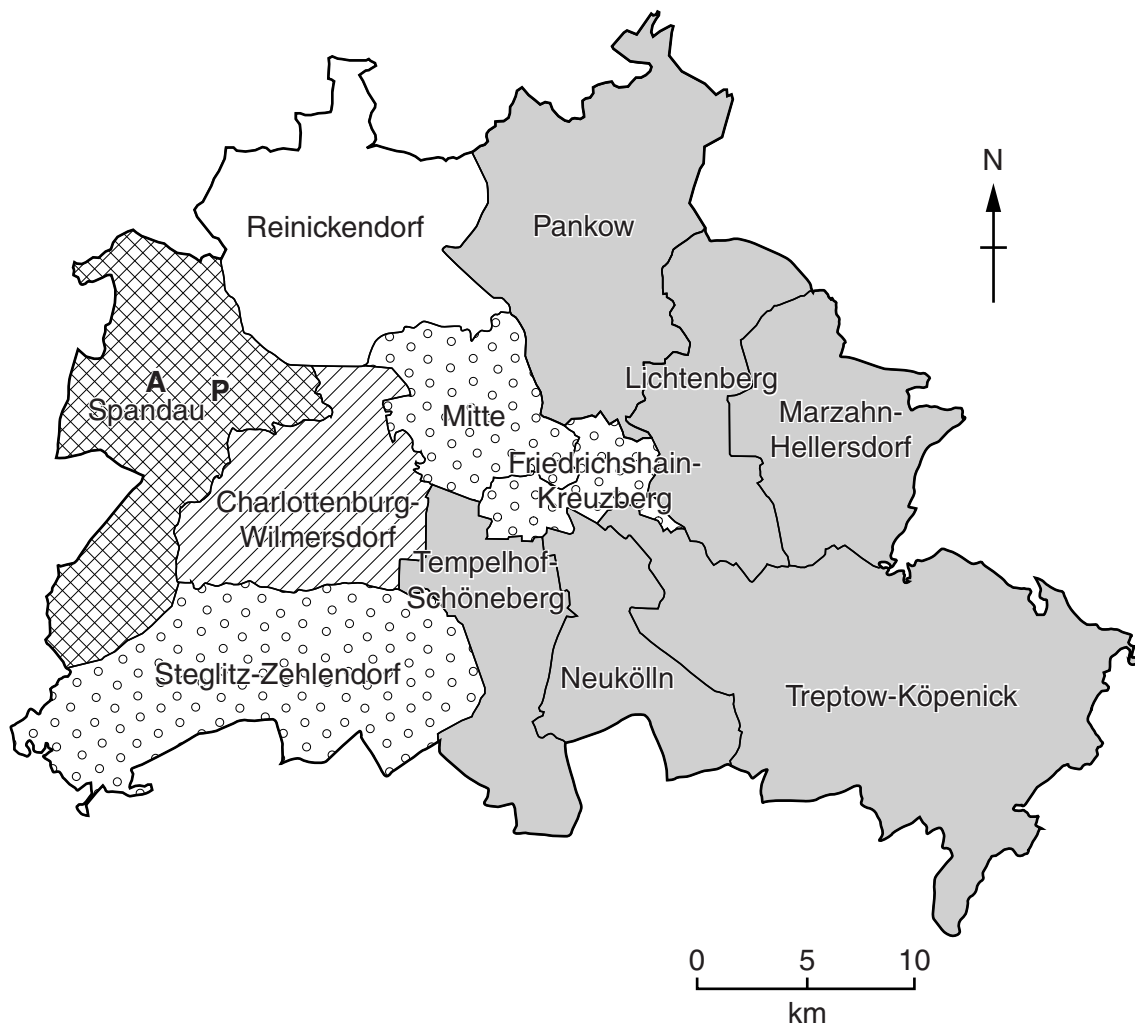 N
Reinickendorf
Pankow
A
P
Spandau
Lichtenberg
Mitte
Marzahn-
Hellersdorf
Friedrichshain-
Kreuzberg
Charlottenburg-
Wilmersdorf
Tempelhof-
Schöneberg
Steglitz-Zehlendorf
Neukölln
Treptow-Köpenick
0 5 10
km